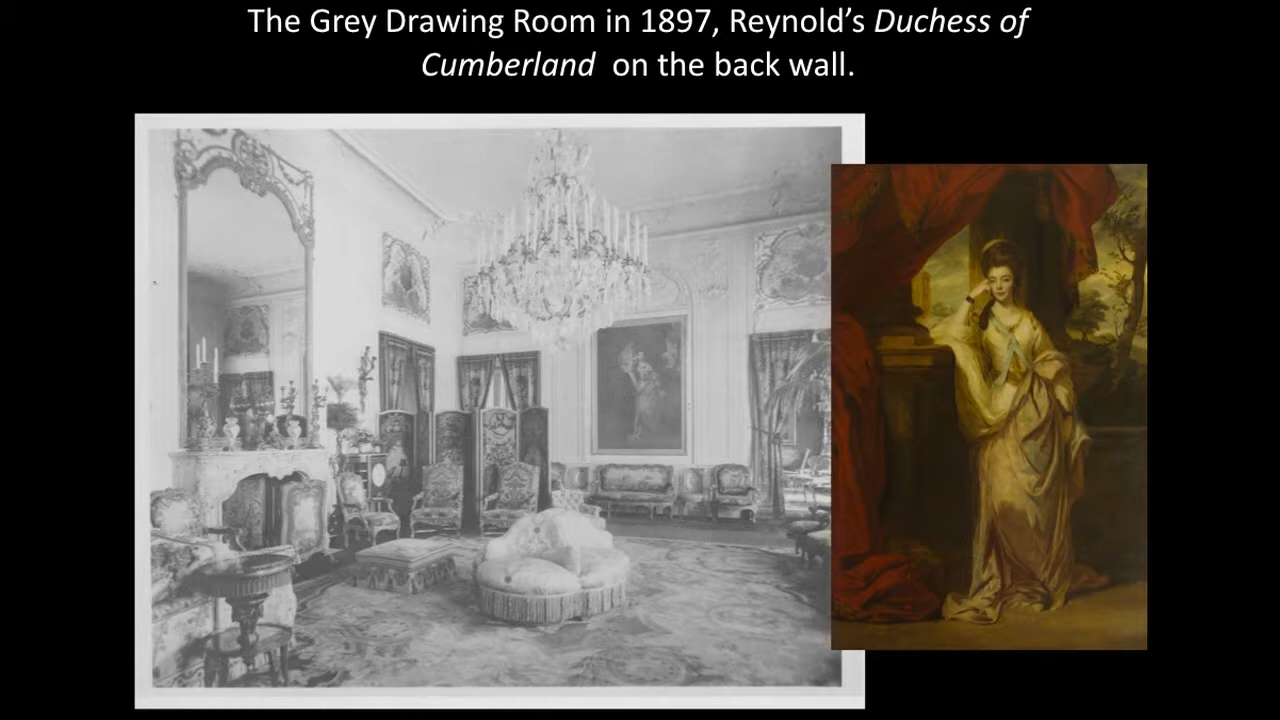 The Grey Drawing Room in 1897, Reynold’s Duchess of
Cumberland on the back wall.